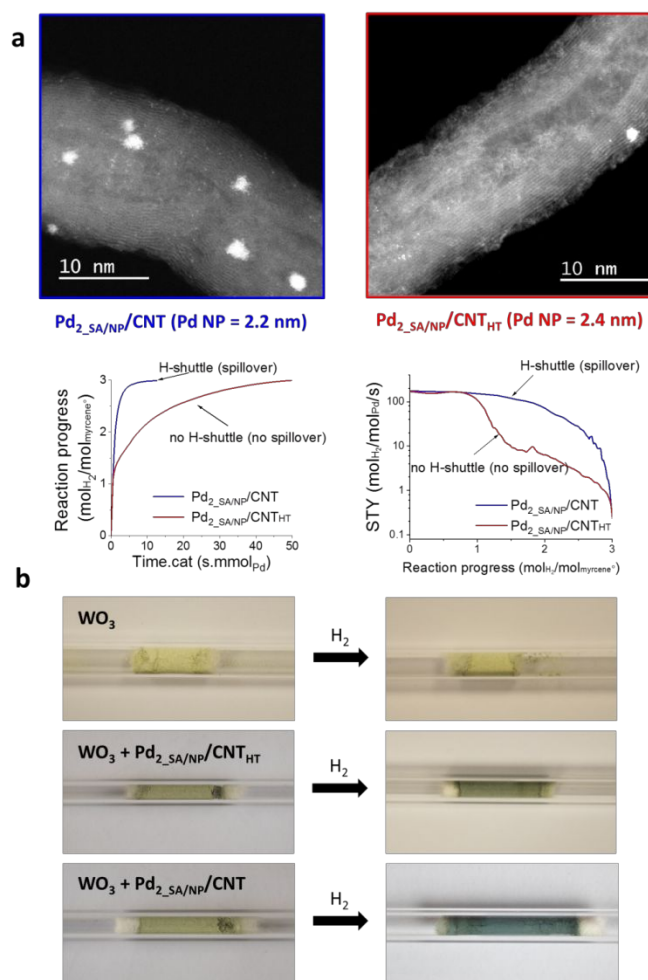 a
10 nm
10 nm
Pd2_SA/NP/CNT (Pd NP = 2.2 nm)
Pd2_SA/NP/CNTHT (Pd NP = 2.4 nm)
Reaction progress
(molH2/molmyrcene°)
3
2
1
0
H-shuttle (spillover)
no H-shuttle (no spillover)
Pd2_SA/NP/CNT
Pd2_SA/NP/CNTHT
0 10 20 30 40 50
Time.cat (s.mmolPd)
STY (molH2/molPd/s)
100
10
1
0.1
H-shuttle (spillover)
no H-shuttle (no spillover)
Pd2_SA/NP/CNT
Pd2_SA/NP/CNTHT
0 1 2 3
Reaction progress (molH2/molmyrcene°)
b
WO3
H2
WO3 + Pd2_SA/NP/CNTHT
H2
WO3 + Pd2_SA/NP/CNT
H2